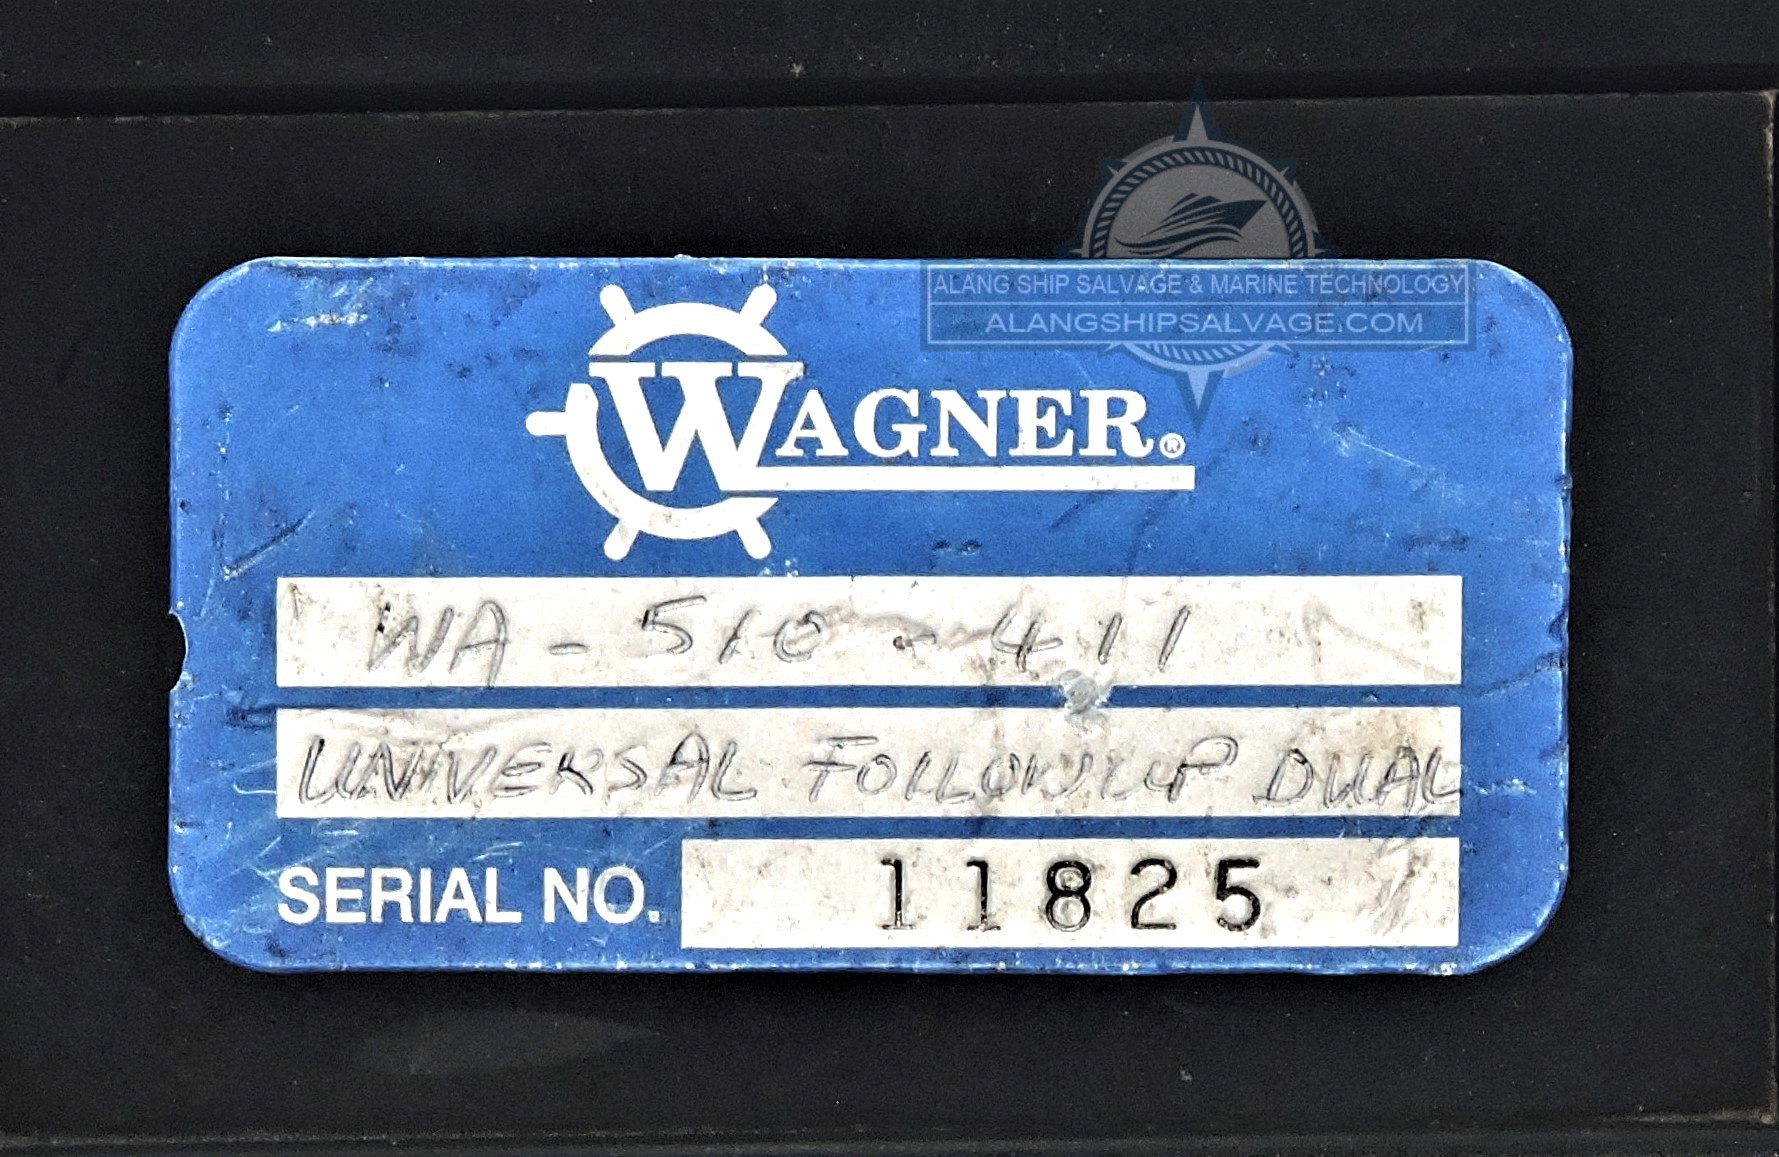 ALANG SHIP SALVAGE & MARINE TECHNOLOGY
ALANGSHIPSALVAGE.COM
WAGNER®
WA-510-411
UNIVERSAL FOLLOWUP DUAL
SERIAL NO. 11825